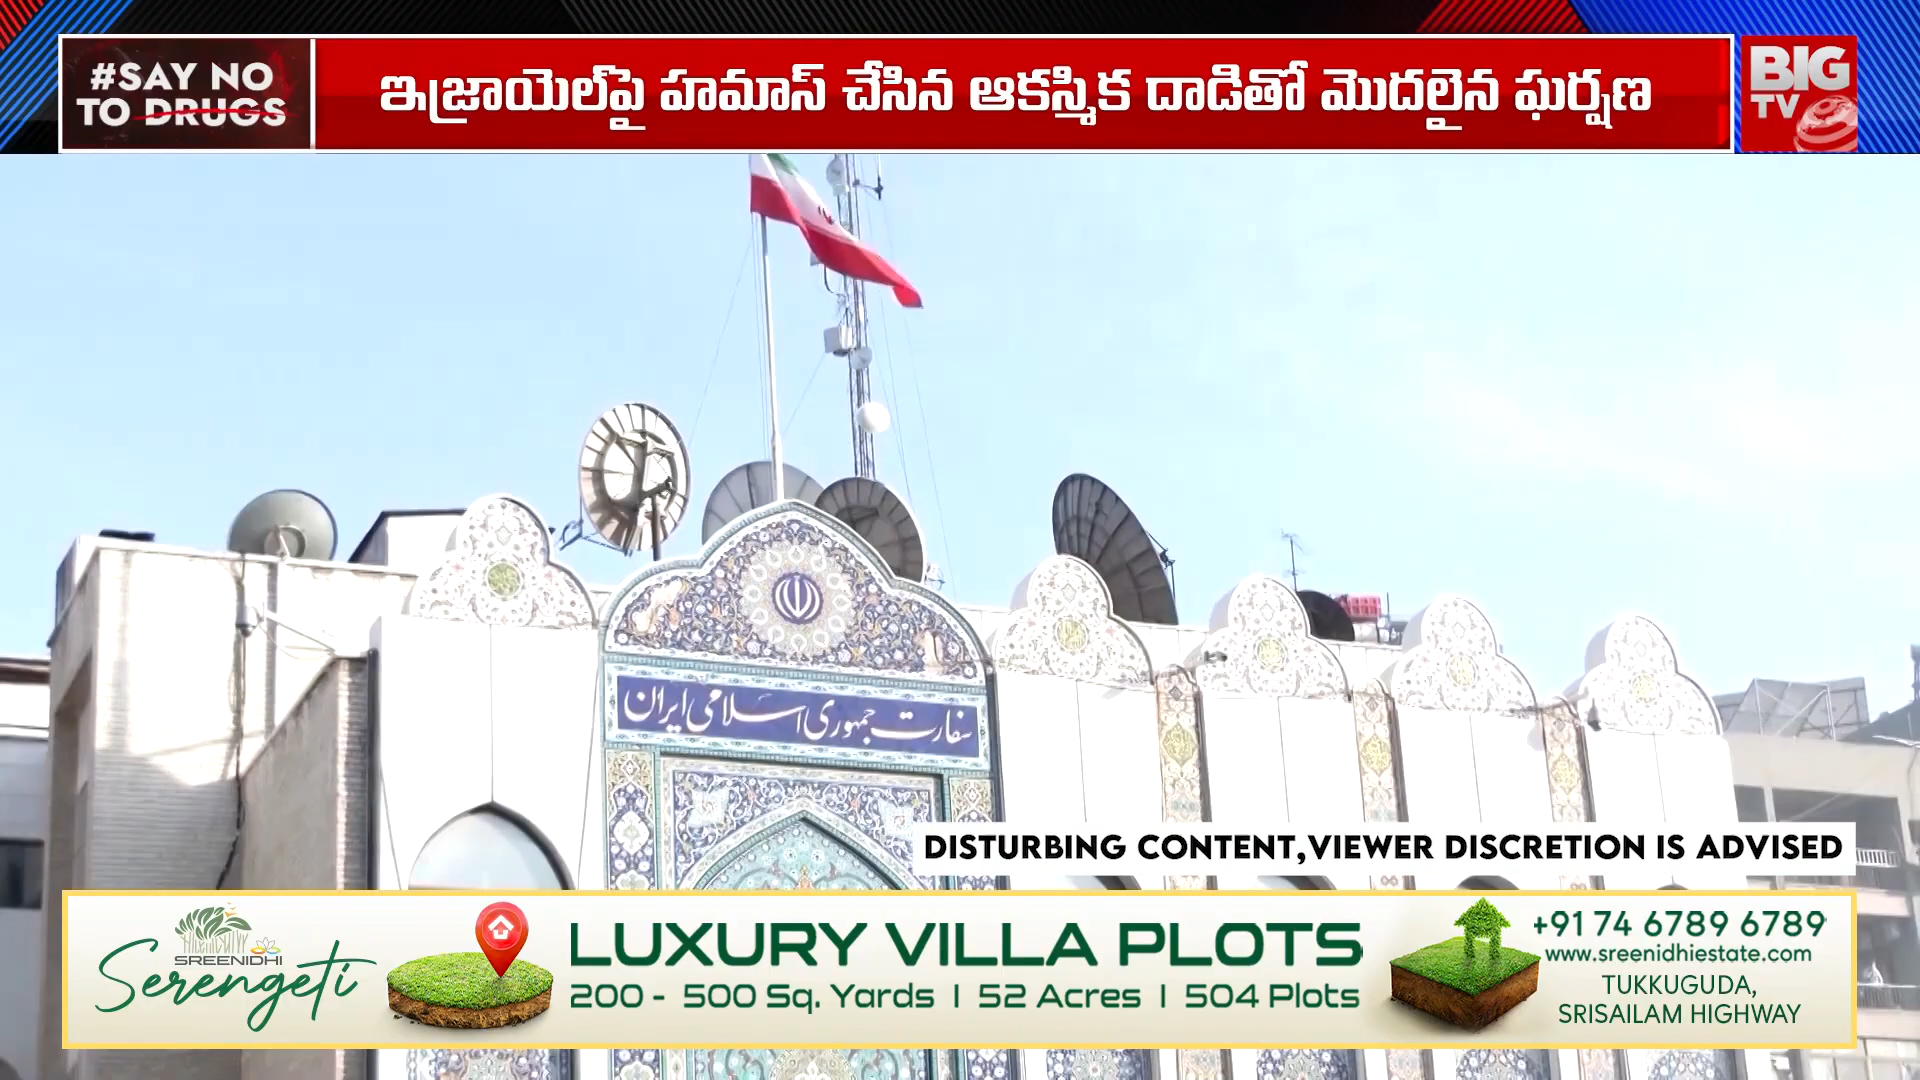 #SAY NO
TO DRUGS
ఇజ్రాయెల్‌పై హమాస్ చేసిన ఆకస్మిక దాడితో మొదలైన ఘర్షణ
BIG
TV
سفارت جمهوری اسلامی ایران
DISTURBING CONTENT,VIEWER DISCRETION IS ADVISED
SREENIDHI
Serengeti
LUXURY VILLA PLOTS
200 - 500 Sq. Yards | 52 Acres | 504 Plots
+91 74 6789 6789
www.sreenidhiestate.com
TUKKUGUDA,
SRISAILAM HIGHWAY